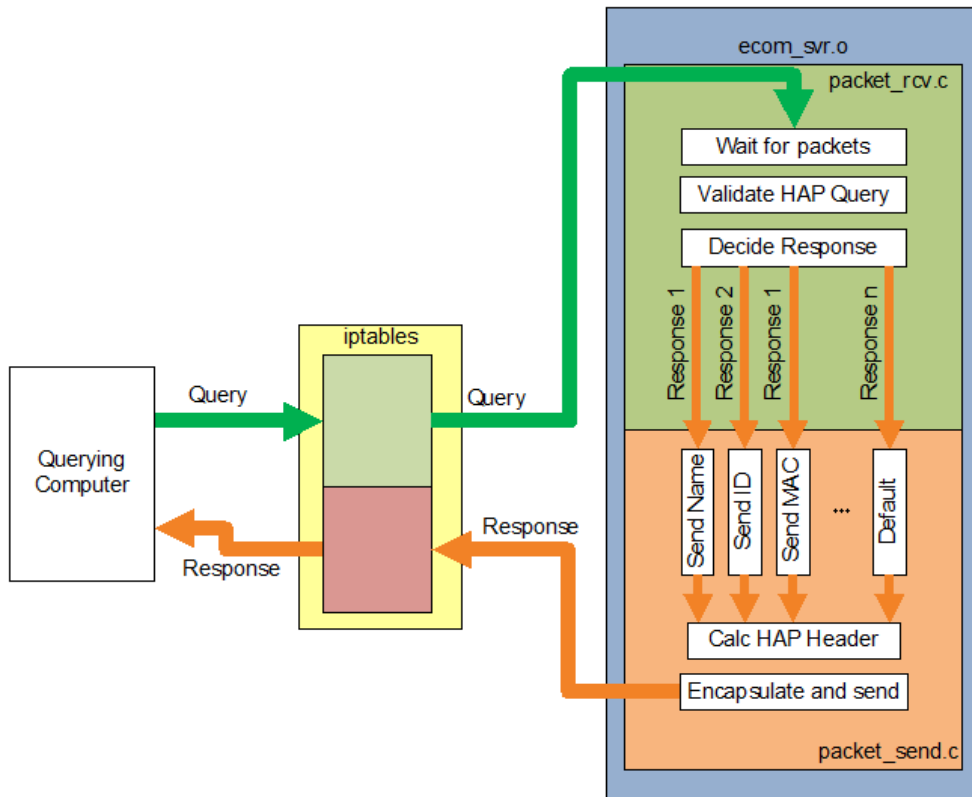 ecom_svr.o
packet_rcv.c
Wait for packets
Validate HAP Query
Decide Response
Response 1
Response 2
Response 1
Response n
iptables
Query
Query
Querying
Computer
Response
Response
Send Name
Send ID
Send MAC
...
Default
Calc HAP Header
Encapsulate and send
packet_send.c